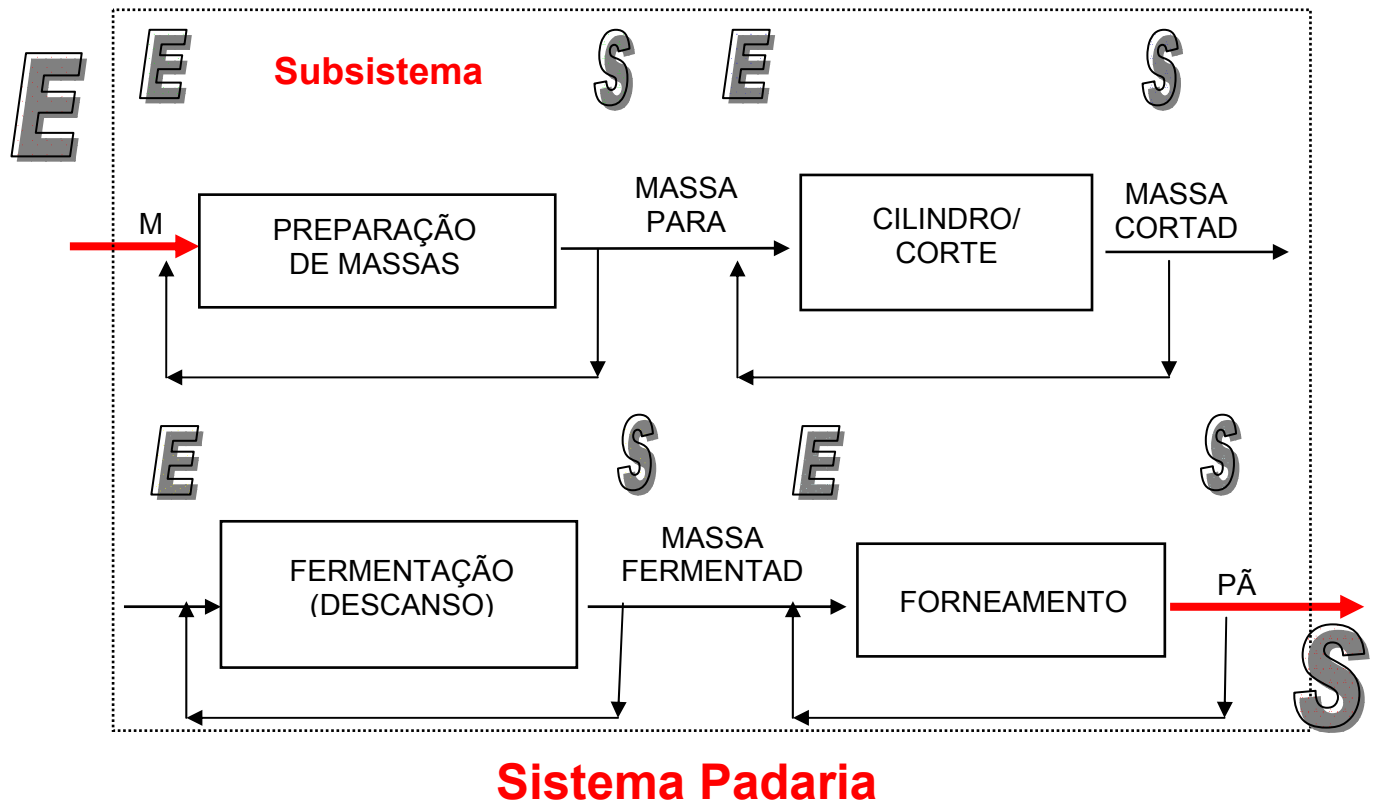 E
E
Subsistema
S
E
S
M
PREPARAÇÃO
DE MASSAS
MASSA
PARA
CILINDRO/
CORTE
MASSA
CORTAD
E
S
E
S
FERMENTAÇÃO
(DESCANSO)
MASSA
FERMENTAD
FORNEAMENTO
PÃ
S
Sistema Padaria